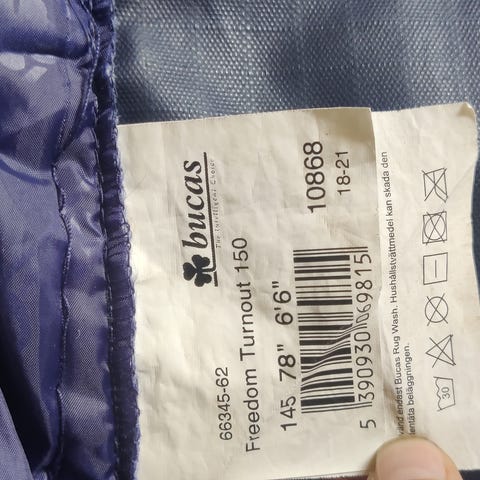 bucas
The Intelligent Choice
66345-62
Freedom Turnout 150
145 78" 6'6"
10868
18-21
5 390930 069815
vänd endast Bucas Rug Wash. Hushållstvättmedel kan skada den
beläggningen.
30